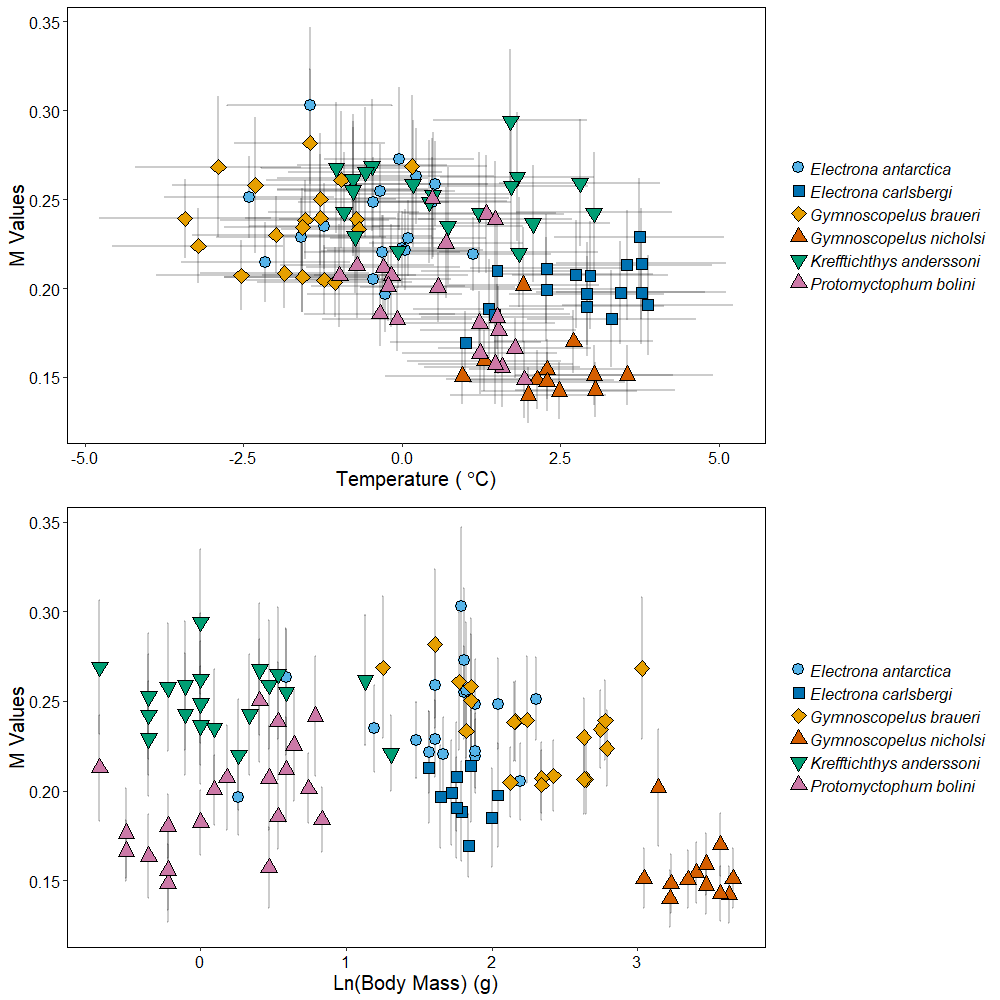 0.35
0.30
0.25
0.20
0.15
M Values
-5.0 -2.5 0.0 2.5 5.0
Temperature ( °C)
Electrona antarctica
Electrona carlsbergi
Gymnoscopelus braueri
Gymnoscopelus nicholsi
Krefftichthys anderssoni
Protomyctophum bolini
0.35
0.30
0.25
0.20
0.15
M Values
0 1 2 3
Ln(Body Mass) (g)
Electrona antarctica
Electrona carlsbergi
Gymnoscopelus braueri
Gymnoscopelus nicholsi
Krefftichthys anderssoni
Protomyctophum bolini